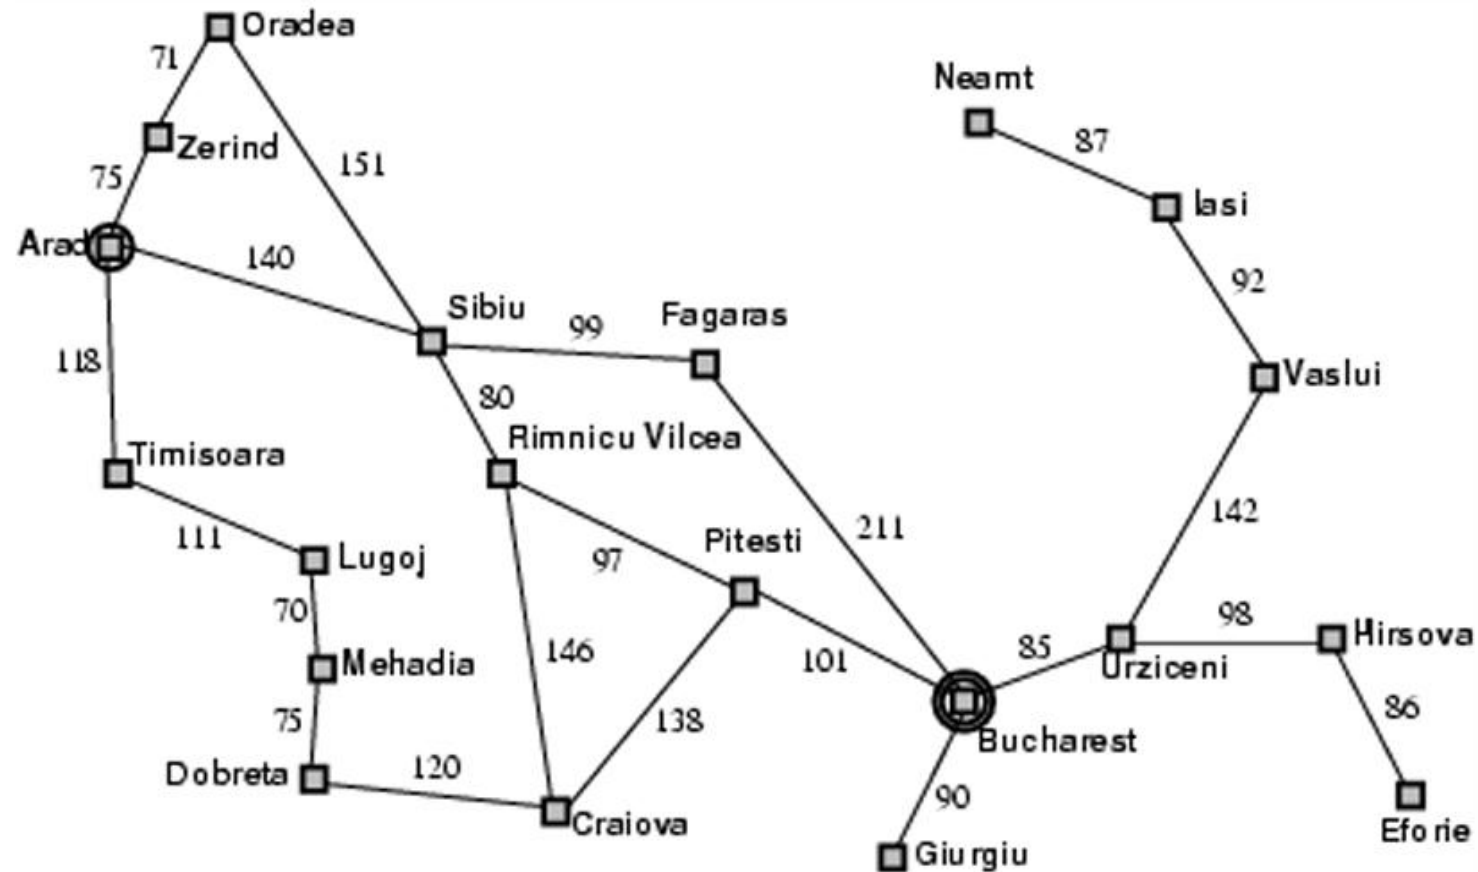 Oradea
71
Neamt
87
Zerind
151
75
Iasi
Arad
140
92
Sibiu
Fagaras
99
118
Vaslui
80
Rimnicu Vilcea
Timisoara
142
211
111
Pitesti
97
Lugoj
70
98
Hirsova
146
85
101
Urziceni
Mehadia
86
75
138
Bucharest
120
Dobreta
90
Craiova
Eforie
Giurgiu